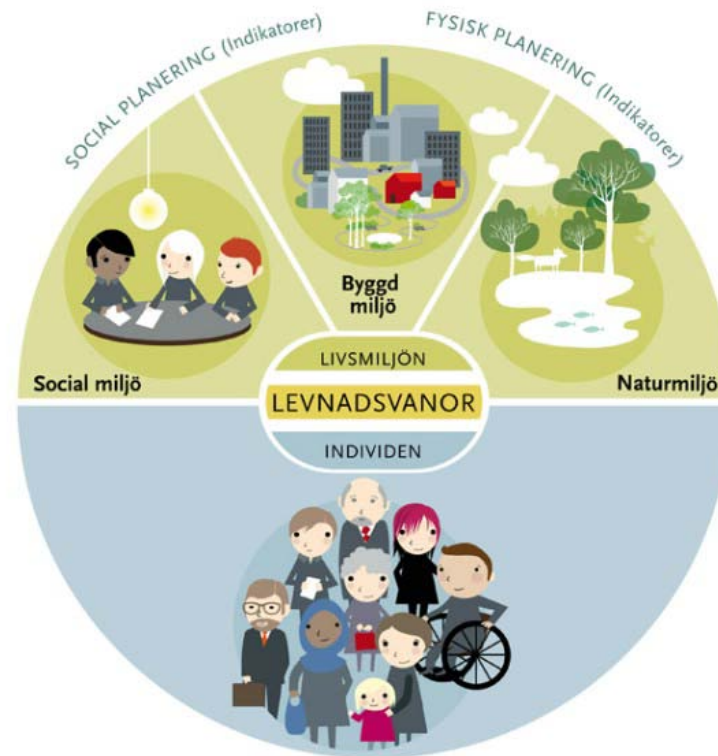 SOCIAL PLANERING (Indikatorer)
FYSISK PLANERING (Indikatorer)
Byggd
miljö
Social miljö
Naturmiljö
LIVSMILJÖN
LEVNADSVANOR
INDIVIDEN